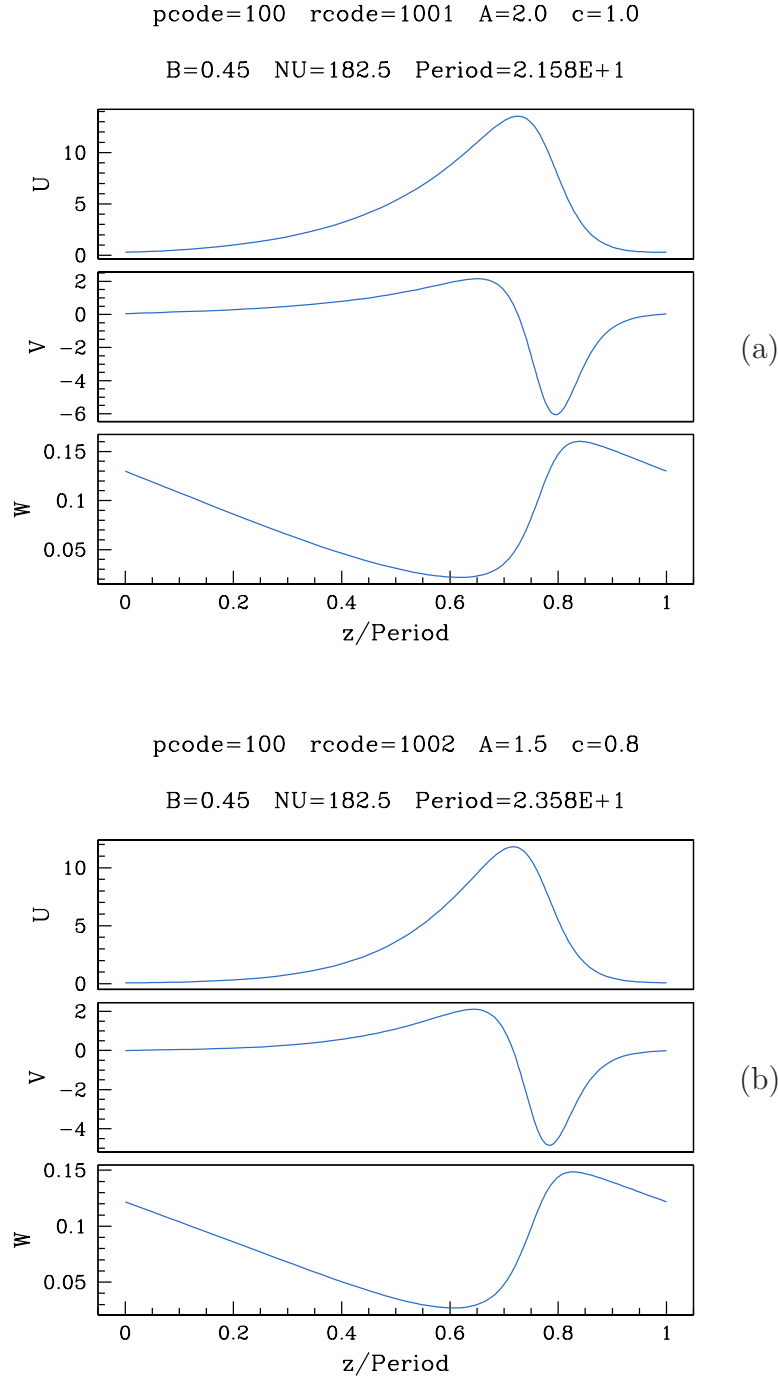 pcode=100 rcode=1001 A=2.0 c=1.0
B=0.45 NU=182.5 Period=2.158E+1
10
5
0
U
2
0
−2
−4
−6
V
(a)
0.15
0.1
0.05
W
0 0.2 0.4 0.6 0.8 1
z/Period
pcode=100 rcode=1002 A=1.5 c=0.8
B=0.45 NU=182.5 Period=2.358E+1
10
5
0
U
2
0
−2
−4
V
(b)
0.15
0.1
0.05
W
0 0.2 0.4 0.6 0.8 1
z/Period